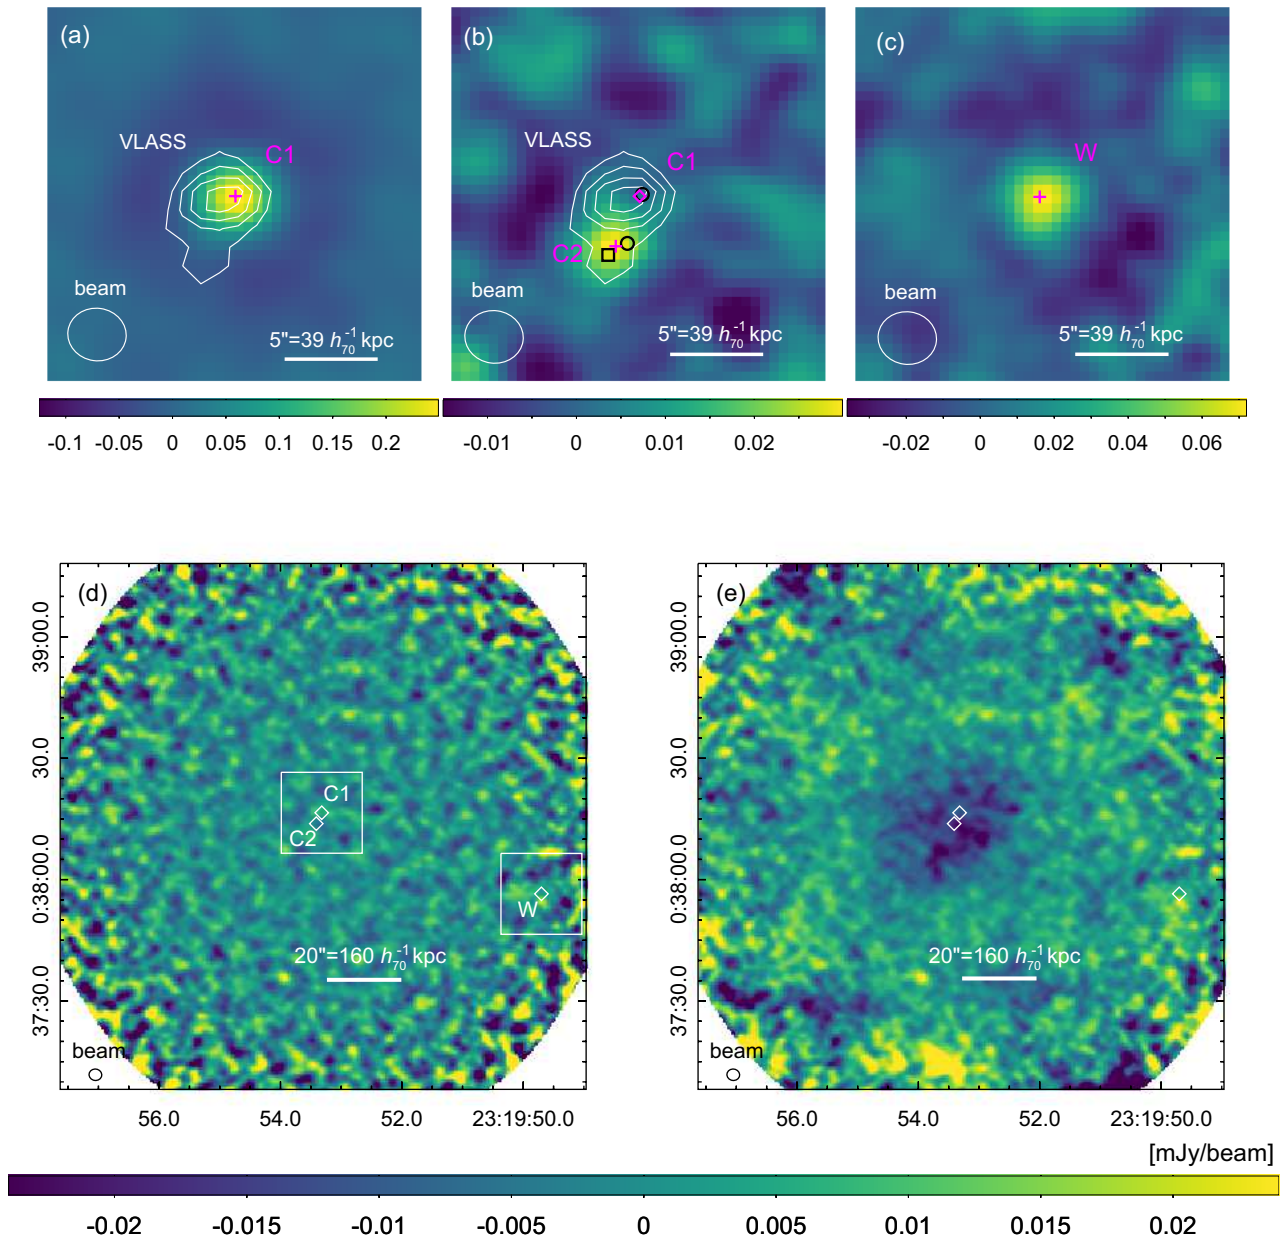 (a)
VLASS
C1
beam
5"=39 h₇₀⁻¹ kpc
-0.1 -0.05 0 0.05 0.1 0.15 0.2
(b)
VLASS
C1
C2
beam
5"=39 h₇₀⁻¹ kpc
-0.01 0 0.01 0.02
(c)
W
beam
5"=39 h₇₀⁻¹ kpc
-0.02 0 0.02 0.04 0.06
(d)
C1
C2
W
20"=160 h₇₀⁻¹ kpc
beam
39:00.0
30.0
0:38:00.0
37:30.0
56.0 54.0 52.0 23:19:50.0
(e)
20"=160 h₇₀⁻¹ kpc
beam
39:00.0
30.0
0:38:00.0
37:30.0
56.0 54.0 52.0 23:19:50.0
[mJy/beam]
-0.02 -0.015 -0.01 -0.005 0 0.005 0.01 0.015 0.02